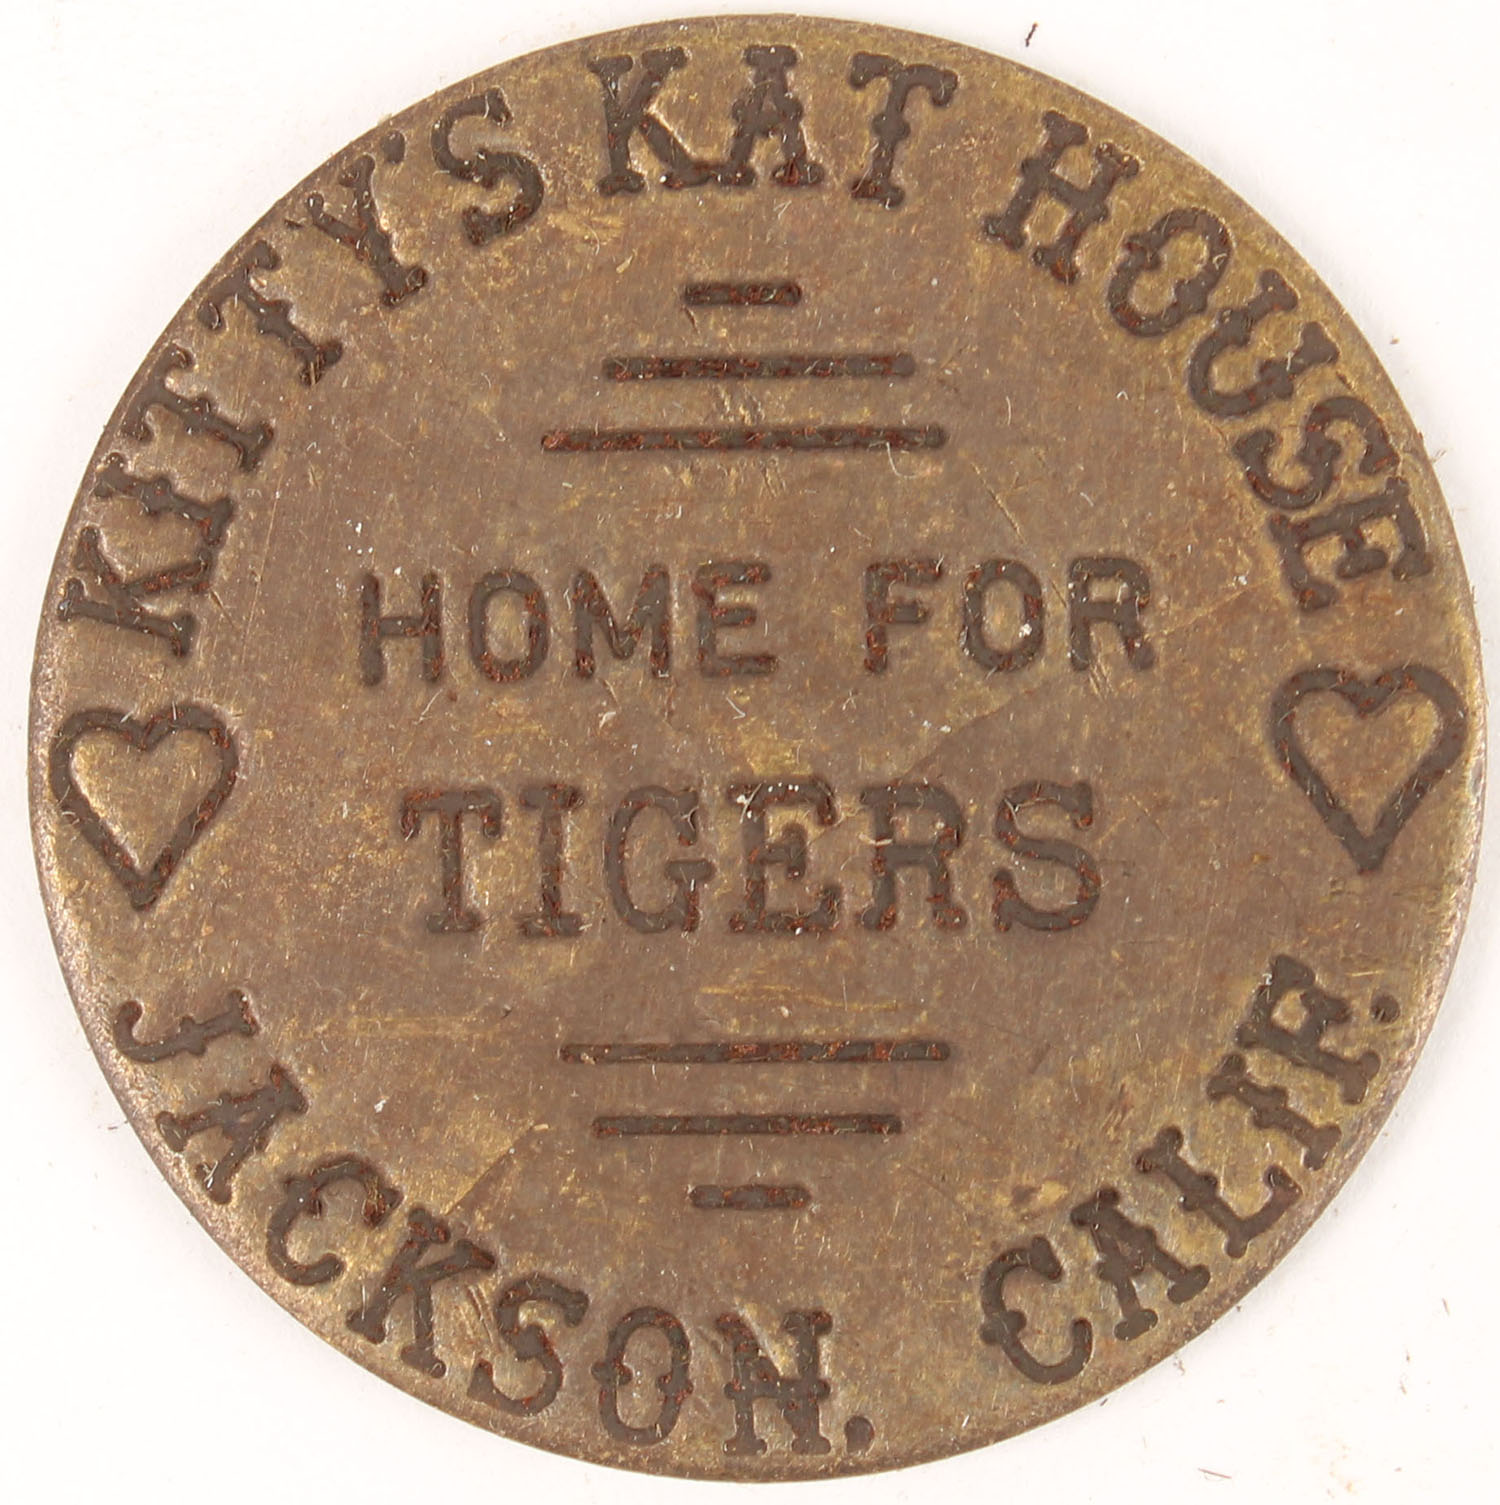 KITTY'S KAT HOUSE
HOME FOR
TIGERS
JACKSON. CALIF.